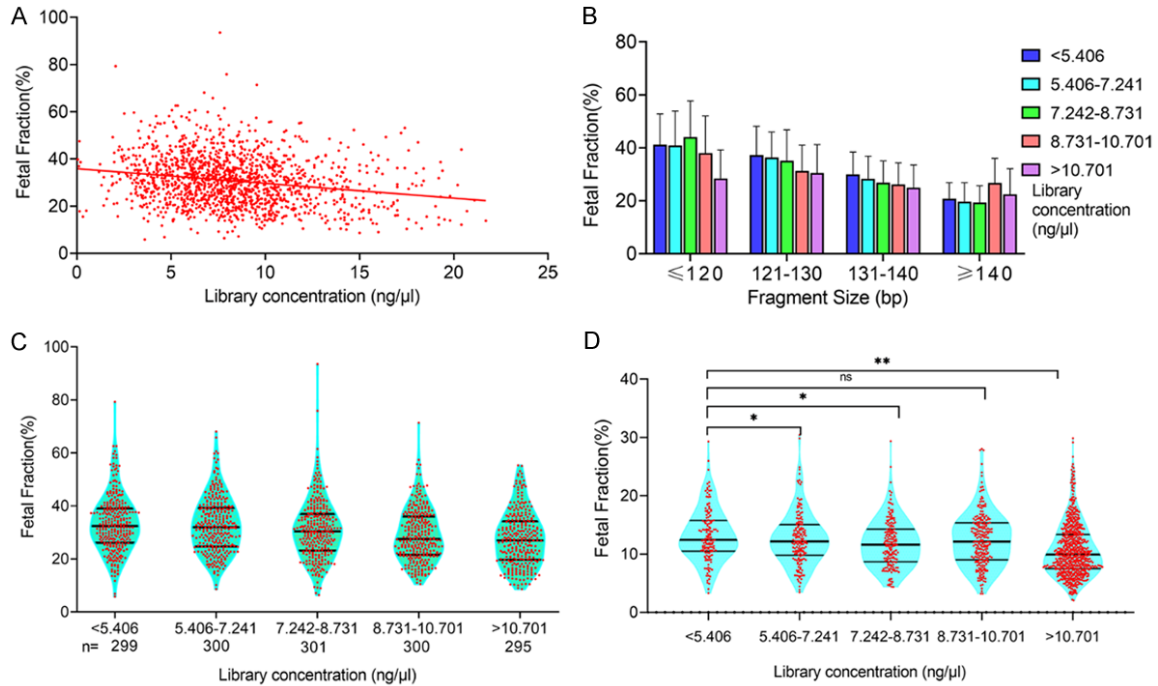 A
Fetal Fraction(%)
100
80
60
40
20
0
0 5 10 15 20 25
Library concentration (ng/μl)
B
Fetal Fraction(%)
80
60
40
20
0
⩽120 121-130 131-140 ⩾140
Fragment Size (bp)
<5.406
5.406-7.241
7.242-8.731
8.731-10.701
>10.701
Library
concentration
(ng/μl)
C
Fetal Fraction(%)
100
80
60
40
20
0
<5.406 5.406-7.241 7.242-8.731 8.731-10.701 >10.701
n= 299 300 301 300 295
Library concentration (ng/μl)
D
Fetal Fraction(%)
40
30
20
10
0
**
ns
*
*
<5.406 5.406-7.241 7.242-8.731 8.731-10.701 >10.701
Library concentration (ng/μl)